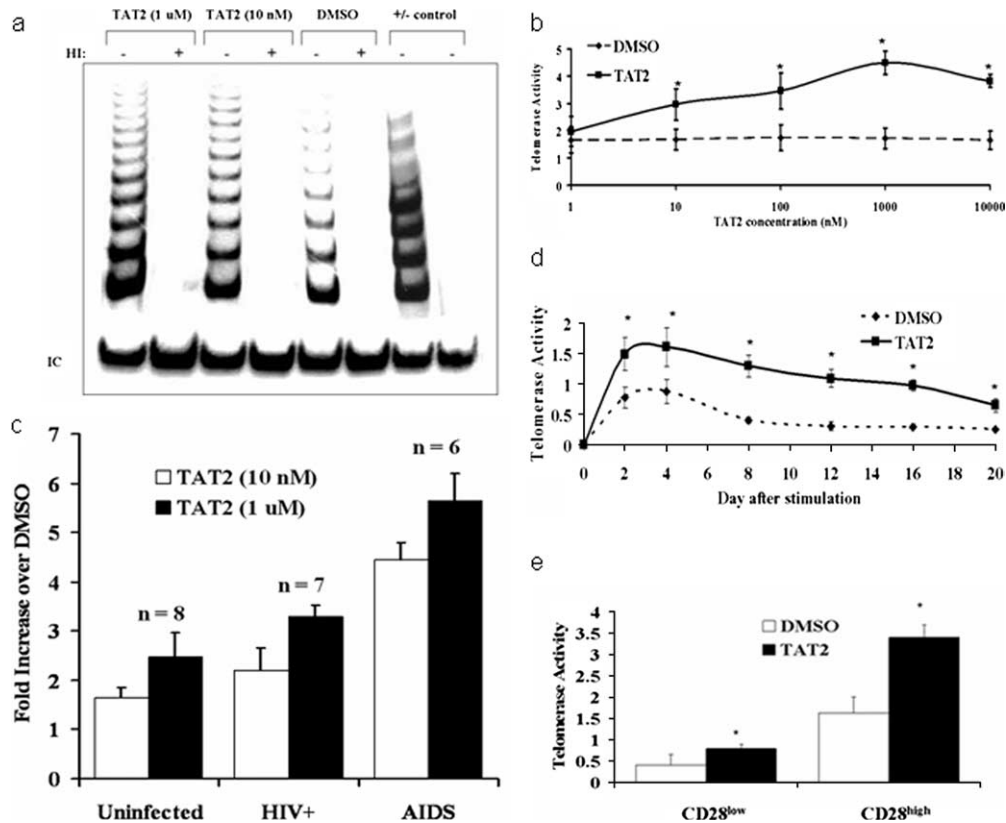 a
TAT2 (1 uM) TAT2 (10 nM) DMSO +/- control
HI: - + - + - + - -
IC
b
DMSO
TAT2
Telomerase Activity
5
4
3
2
1
0
* * * *
1 10 100 1000 10000
TAT2 concentration (nM)
c
Fold Increase over DMSO
7
6
5
4
3
2
1
0
TAT2 (10 nM)
TAT2 (1 uM)
n = 8
n = 7
n = 6
Uninfected HIV+ AIDS
d
DMSO
TAT2
Telomerase Activity
2
1.5
1
0.5
0
* * * * * *
0 2 4 6 8 10 12 14 16 18 20
Day after stimulation
e
Telomerase Activity
4
3.5
3
2.5
2
1.5
1
0.5
0
DMSO
TAT2
* *
CD28low CD28high